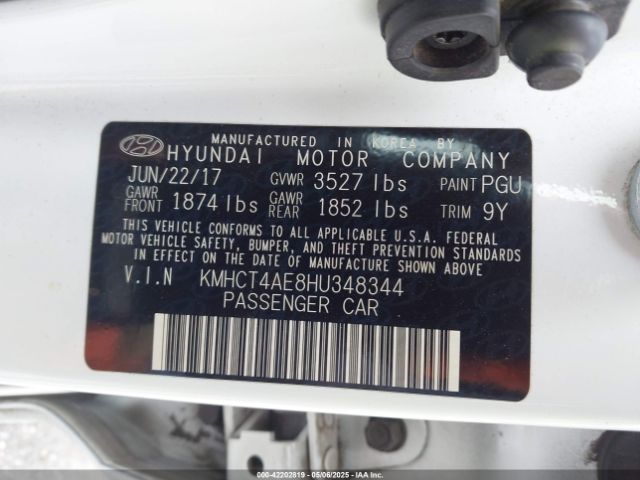 MANUFACTURED IN KOREA BY
HYUNDAI MOTOR COMPANY
JUN/22/17 GVWR 3527 lbs PAINT PGU
GAWR FRONT 1874 lbs GAWR REAR 1852 lbs TRIM 9Y
THIS VEHICLE CONFORMS TO ALL APPLICABLE U.S.A. FEDERAL
MOTOR VEHICLE SAFETY, BUMPER, AND THEFT PREVENTION STANDARDS
IN EFFECT ON THE DATE OF MANUFACTURE SHOWN ABOVE
V.I.N KMHCT4AE8HU348344
PASSENGER CAR
000-42202619 - 05/06/2025 - IAA, Inc.